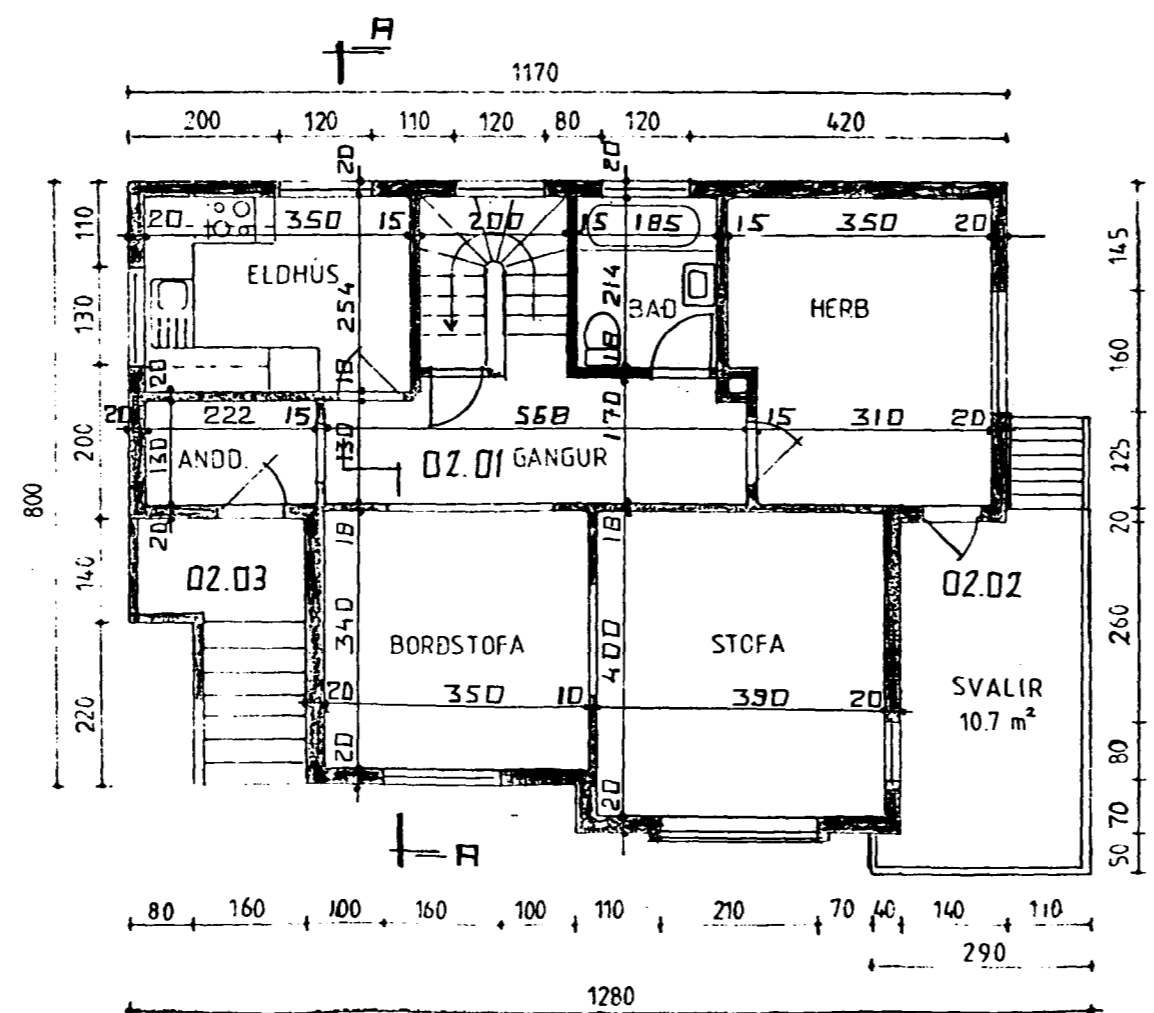 A
1170
200 120 110 120 80 120 420
20 20
110 130 200 140 220
800
145 160 125 20 260 80 70 50
20 350 15 200 15 185 15 350 20
ELDHÚS
254
214
BAÐ
HERB
18
18
20
20 222 15 568 15 310 20
130
130
170
ANDD.
02.01 GANGUR
20
18
18
02.03
02.02
340
400
BORÐSTOFA
STOFA
SVALIR
10.7 m²
20 350 10 390 20
20
20
A
80 160 100 160 100 110 210 70 40 140 110
290
1280